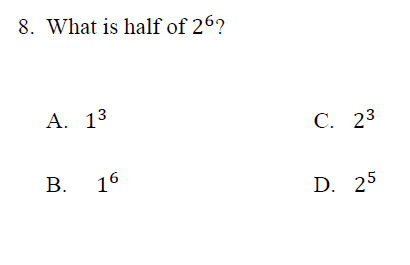 8. What is half of 2⁶?
A. 1³
C. 2³
B. 1⁶
D. 2⁵